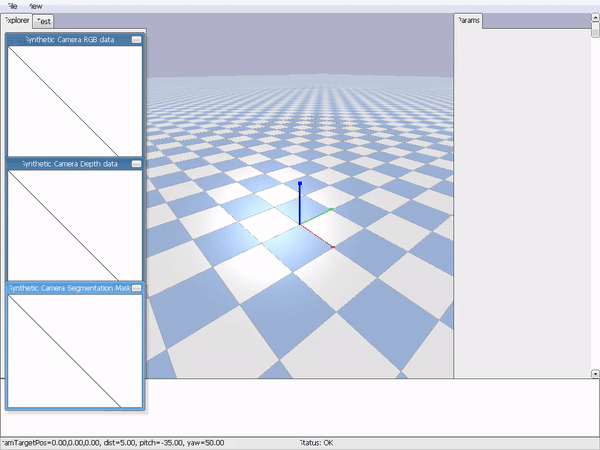 File View
Explorer Test
Params
Synthetic Camera RGB data
Synthetic Camera Depth data
Synthetic Camera Segmentation Mask
amTargetPos=0.00,0.00,0.00, dist=5.00, pitch=-35.00, yaw=50.00 Status: OK